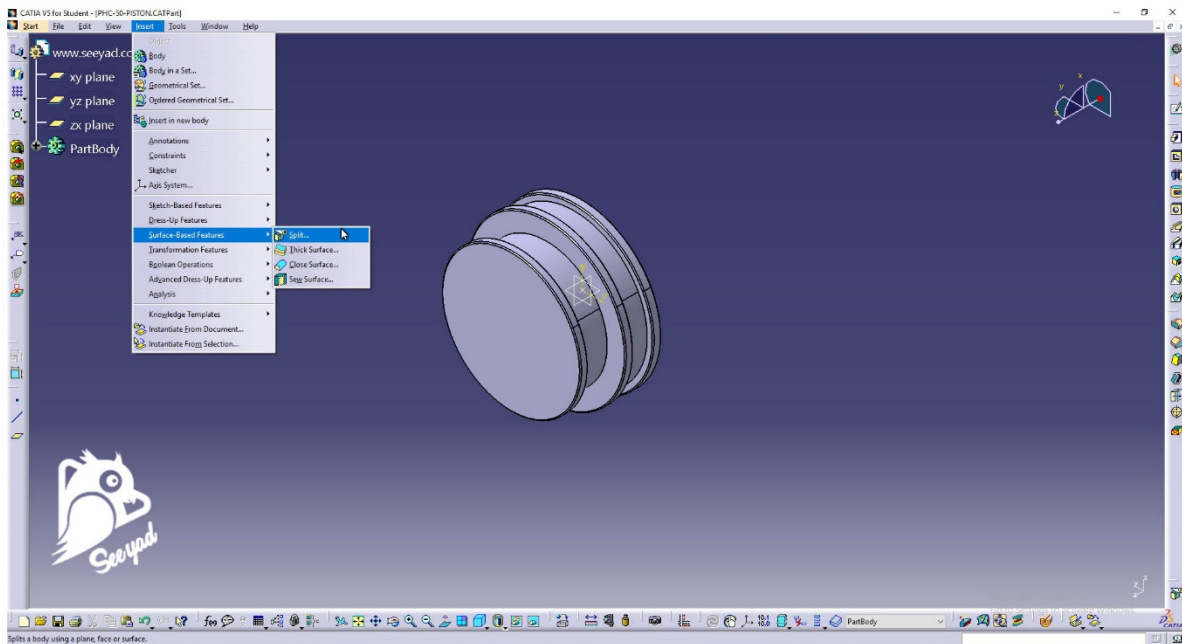 CATIA V5 for Student - [PHC-50-PISTON.CATPart]
Start File Edit View Insert Tools Window Help
www.seeyad.co
xy plane
yz plane
zx plane
PartBody
Object
Body
Body in a Set...
Geometrical Set...
Ordered Geometrical Set...
Insert in new body
Annotations
Constraints
Sketcher
Axis System...
Sketch-Based Features
Dress-Up Features
Surface-Based Features
Transformation Features
Boolean Operations
Advanced Dress-Up Features
Analysis
Knowledge Templates
Instantiate From Document...
Instantiate From Selection...
Split...
Thick Surface...
Close Surface...
Sew Surface...
y
x
z
Seeyad
PartBody
CATIA
Splits a body using a plane, face or surface.